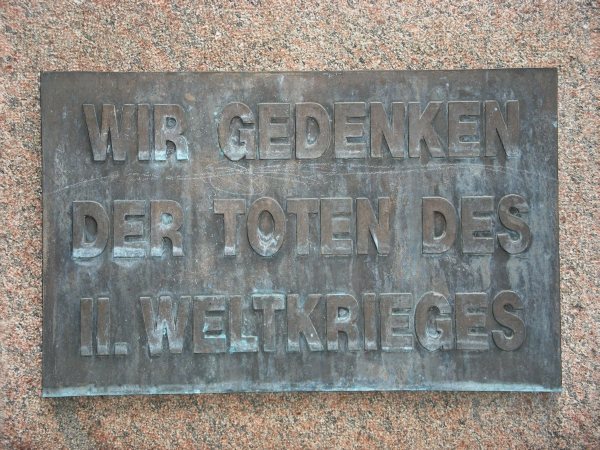 WIR GEDENKEN
DER TOTEN DES
II. WELTKRIEGES